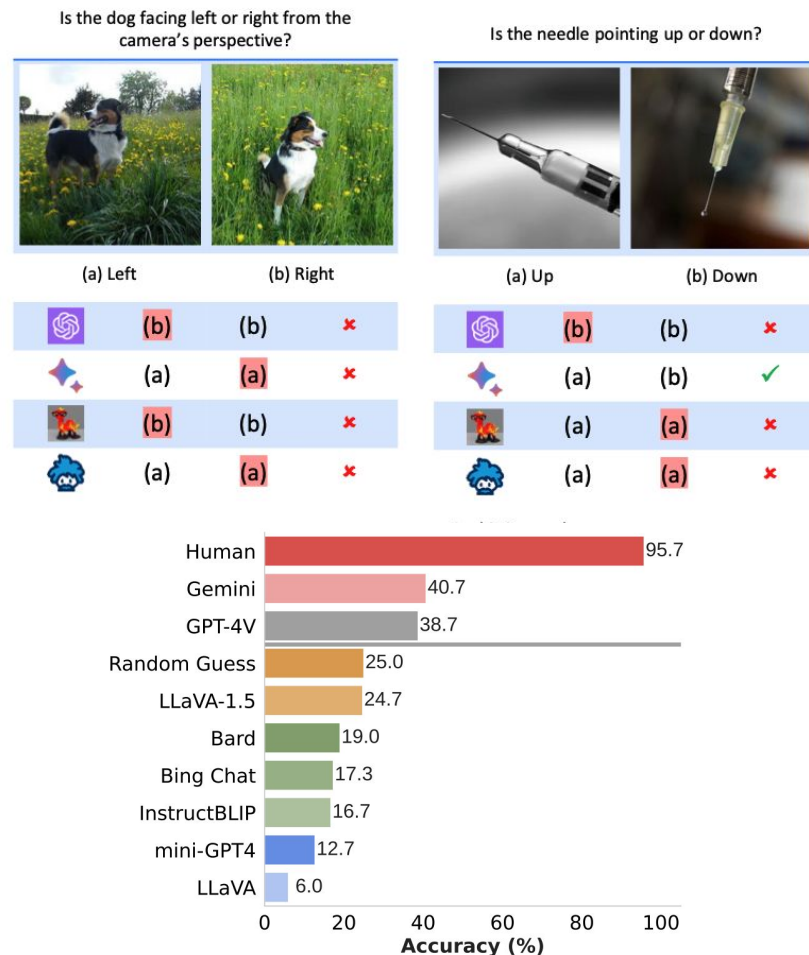 Is the dog facing left or right from the
camera's perspective?
(a) Left
(b) Right
(b) (b) ✘
(a) (a) ✘
(b) (b) ✘
(a) (a) ✘
Is the needle pointing up or down?
(a) Up
(b) Down
(b) (b) ✘
(a) (b) ✓
(a) (a) ✘
(a) (a) ✘
Human 95.7
Gemini 40.7
GPT-4V 38.7
Random Guess 25.0
LLaVA-1.5 24.7
Bard 19.0
Bing Chat 17.3
InstructBLIP 16.7
mini-GPT4 12.7
LLaVA 6.0
0 20 40 60 80 100
Accuracy (%)